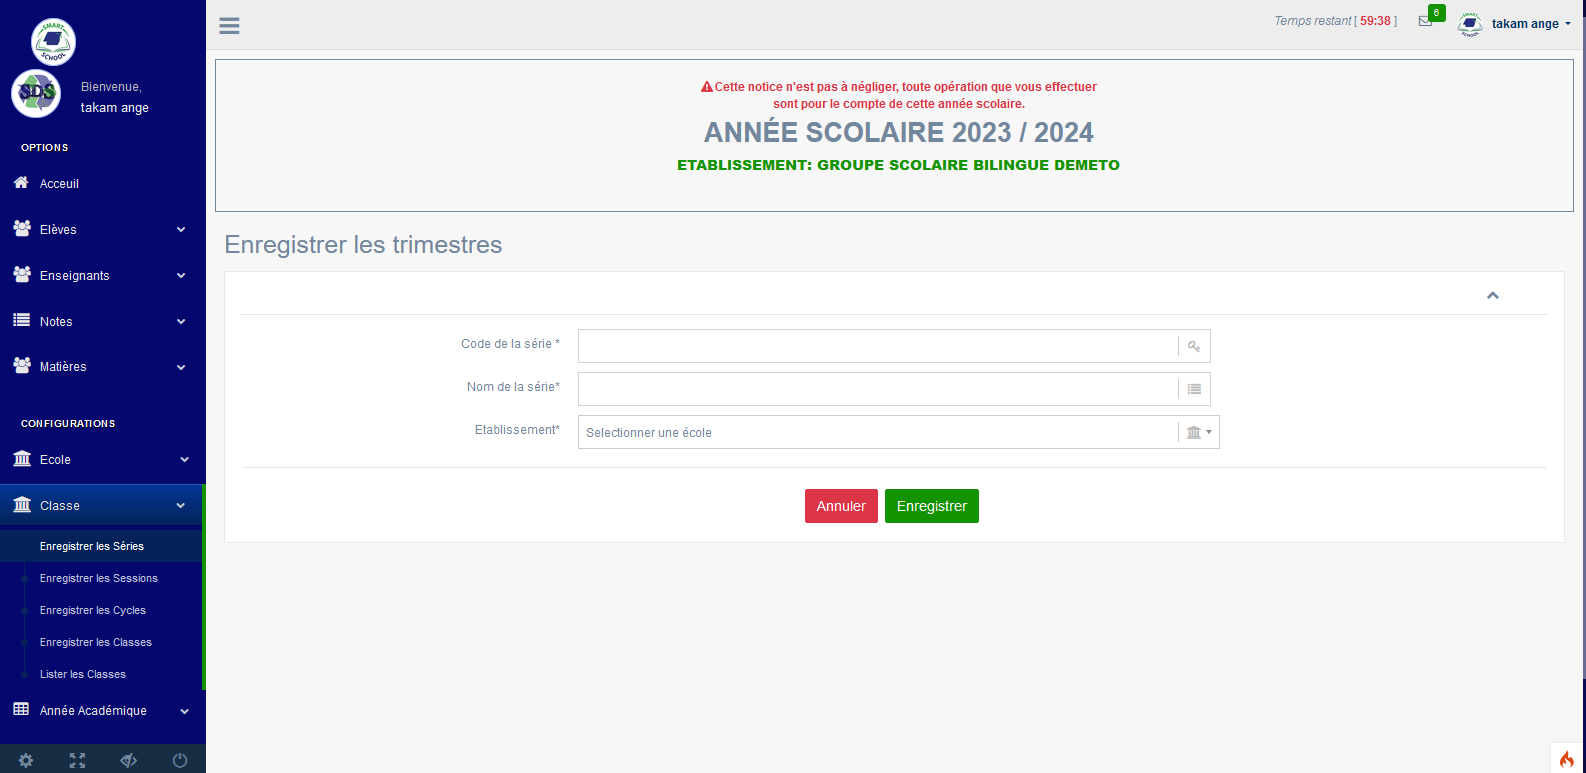 SMART
SCHOOL
SDS
Bienvenue,
takam ange
OPTIONS
Acceuil
Elèves
Enseignants
Notes
Matières
CONFIGURATIONS
Ecole
Classe
Enregistrer les Séries
Enregistrer les Sessions
Enregistrer les Cycles
Enregistrer les Classes
Lister les Classes
Année Académique
Temps restant [ 59:38 ]
6
takam ange
Cette notice n'est pas à négliger, toute opération que vous effectuer
sont pour le compte de cette année scolaire.
ANNÉE SCOLAIRE 2023 / 2024
ETABLISSEMENT: GROUPE SCOLAIRE BILINGUE DEMETO
Enregistrer les trimestres
Code de la série *
Nom de la série*
Etablissement*
Selectionner une école
Annuler
Enregistrer